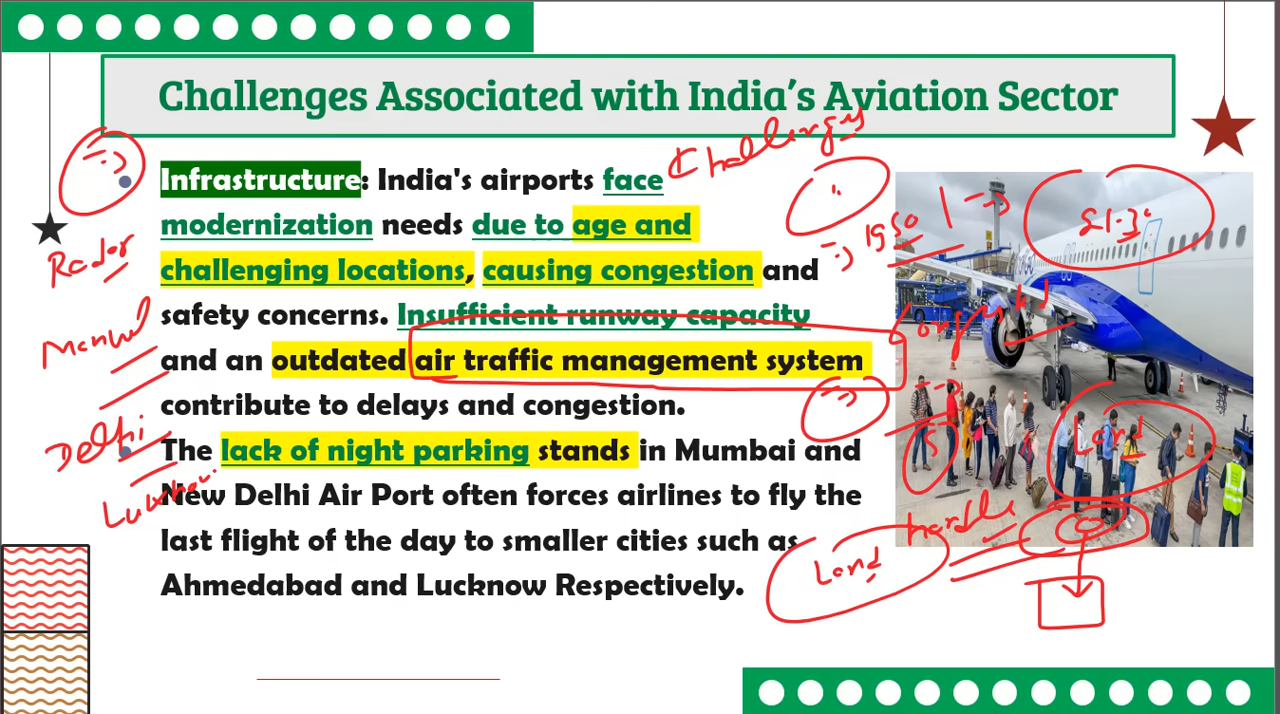 Challenges Associated with India's Aviation Sector
Challenges
Infrastructure: India's airports face
modernization needs due to age and
1950
challenging locations, causing congestion and
Radar
safety concerns. Insufficient runway capacity
Manual
and an outdated air traffic management system
contribute to delays and congestion.
Delhi
Land
The lack of night parking stands in Mumbai and
5
New Delhi Air Port often forces airlines to fly the
handle
last flight of the day to smaller cities such as
Land
Ahmedabad and Lucknow Respectively.